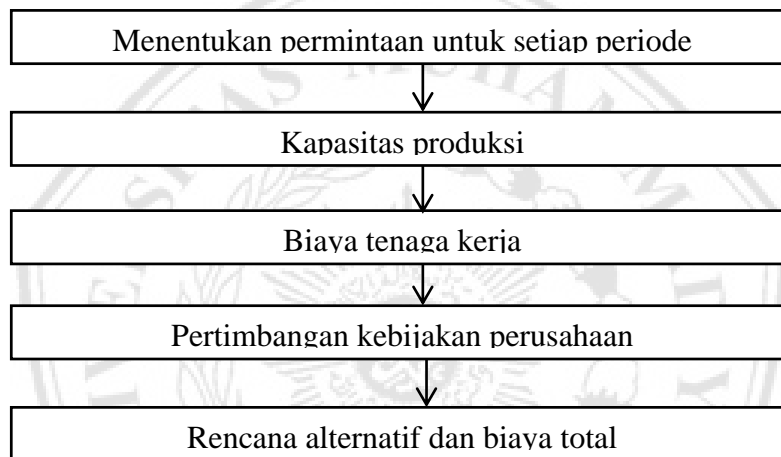 Menentukan permintaan untuk setiap periode
Kapasitas produksi
Biaya tenaga kerja
Pertimbangan kebijakan perusahaan
Rencana alternatif dan biaya total